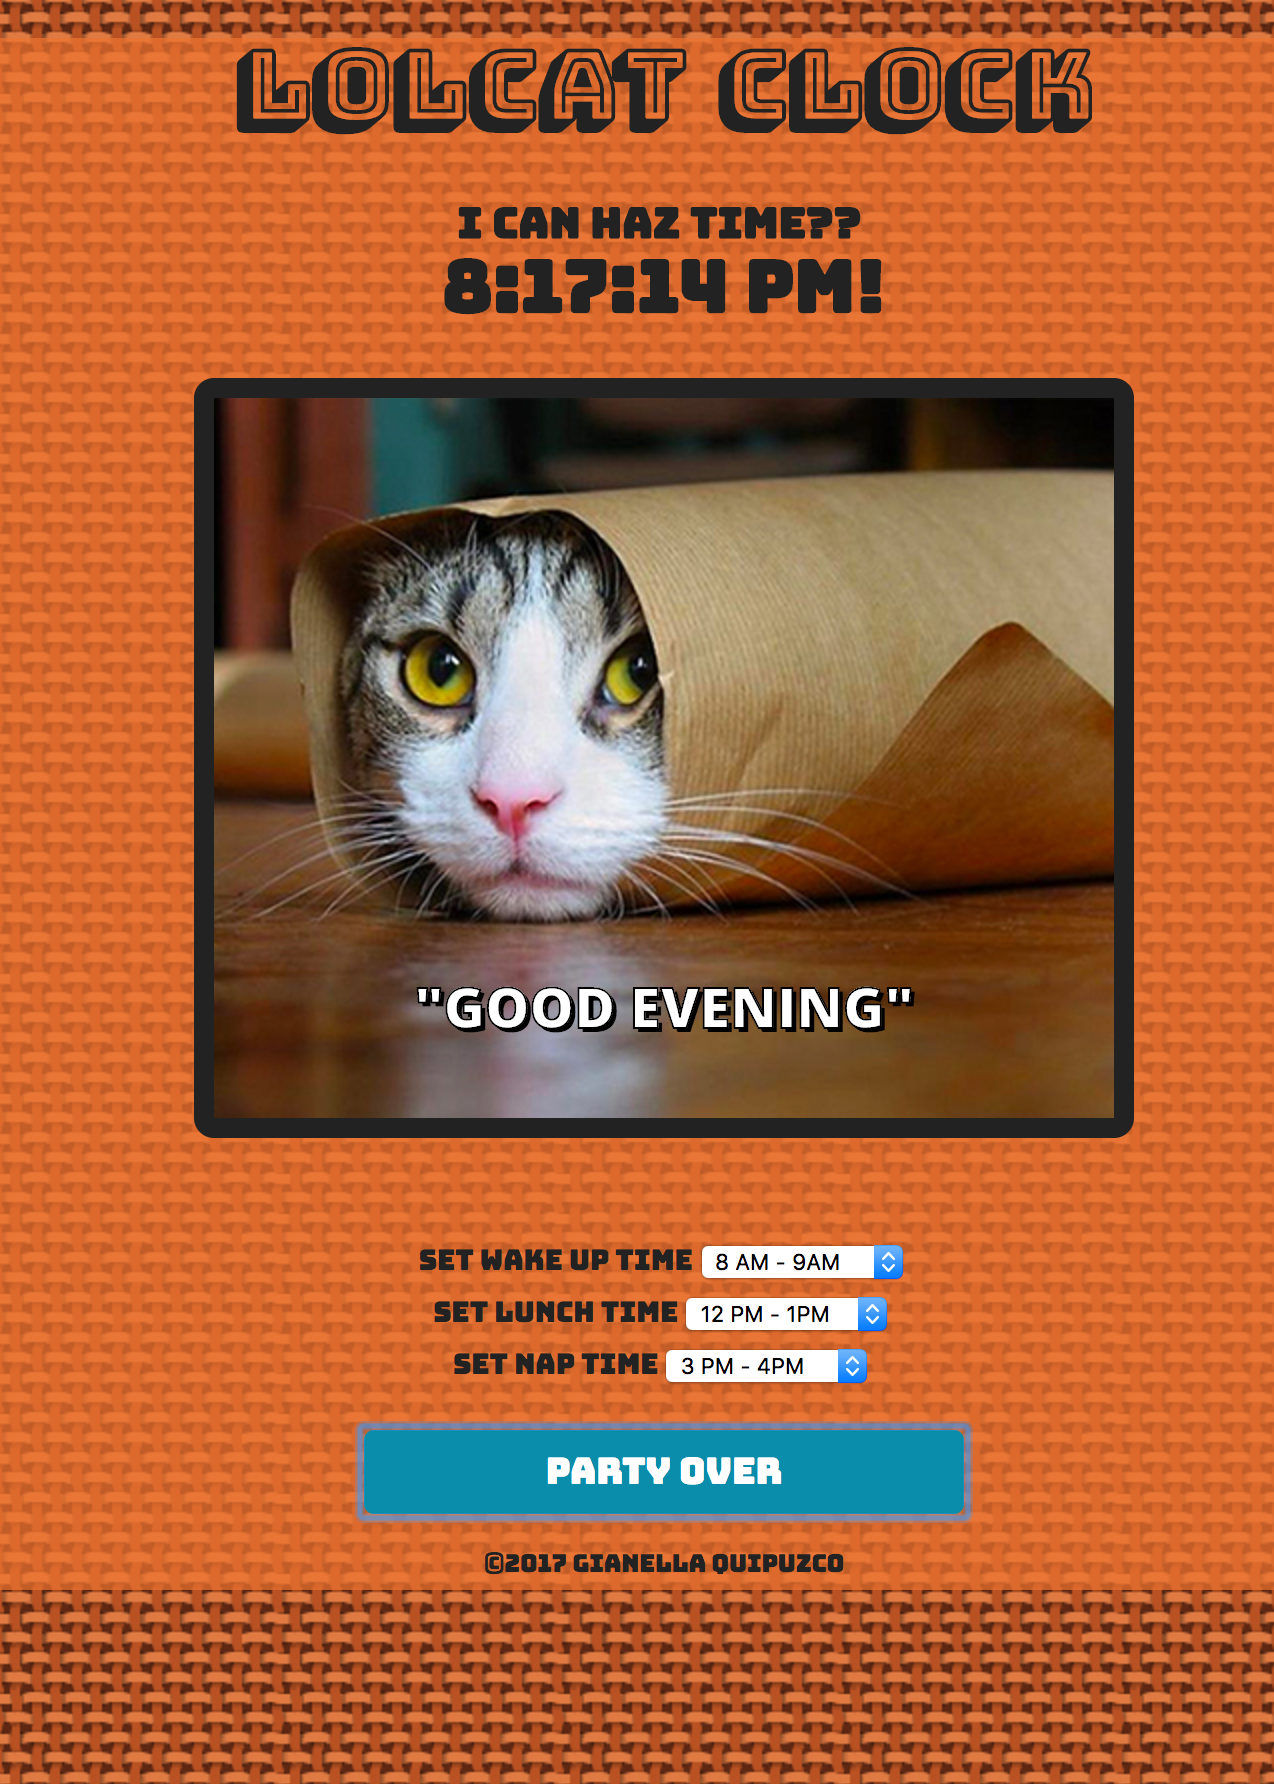 LOLCAT CLOCK
I CAN HAZ TIME??
8:17:14 PM!
"GOOD EVENING"
SET WAKE UP TIME 8 AM - 9AM
SET LUNCH TIME 12 PM - 1PM
SET NAP TIME 3 PM - 4PM
PARTY OVER
©2017 GIANELLA QUIPUZCO